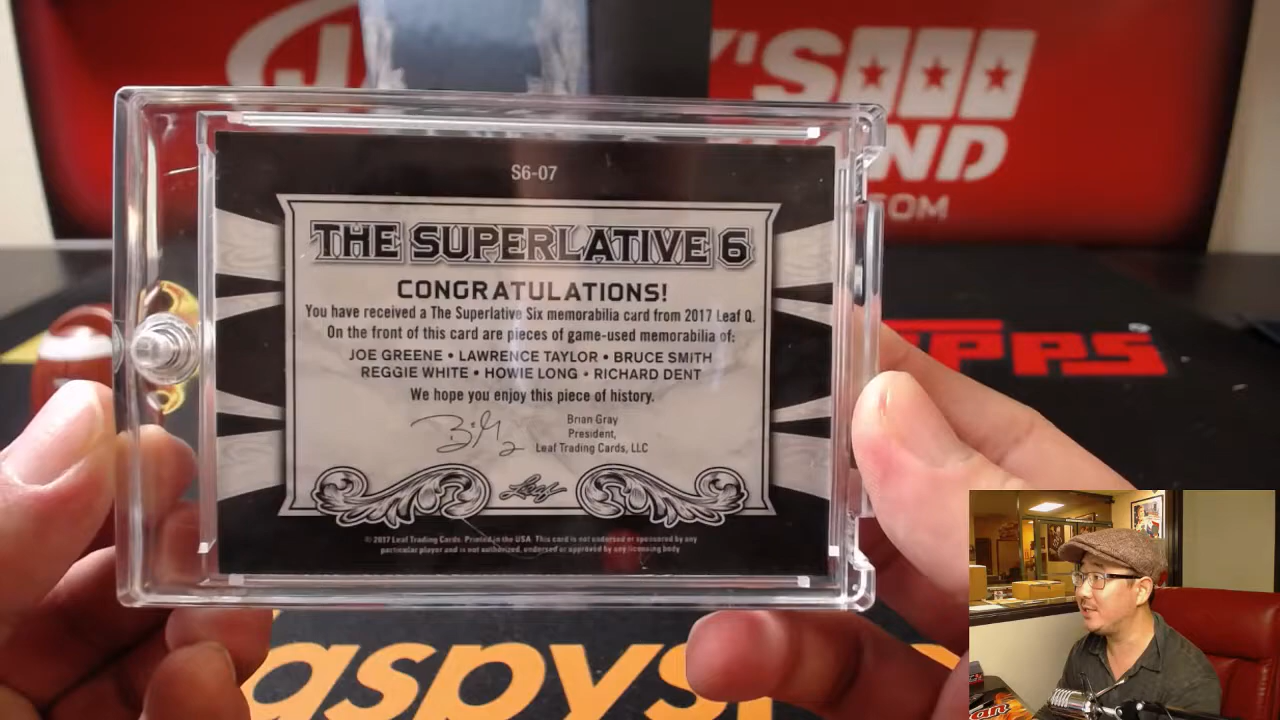 J
Y'S
ND
.COM
S6-07
THE SUPERLATIVE 6
CONGRATULATIONS!
You have received a The Superlative Six memorabilia card from 2017 Leaf Q.
On the front of this card are pieces of game-used memorabilia of:
JOE GREENE • LAWRENCE TAYLOR • BRUCE SMITH
REGGIE WHITE • HOWIE LONG • RICHARD DENT
We hope you enjoy this piece of history.
Brian Gray
President,
Leaf Trading Cards, LLC
Leaf
© 2017 Leaf Trading Cards. Printed in the USA. This card is not endorsed or sponsored by any
particular player and is not authorized, endorsed or approved by any licensing body
TOPPS
aspys